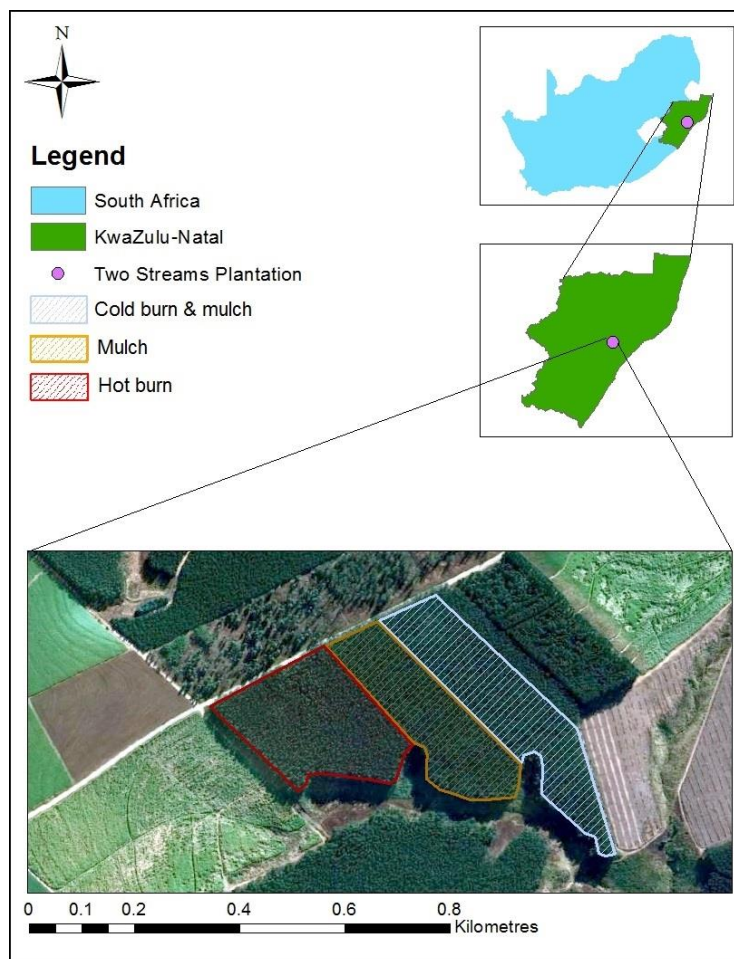 N
Legend
South Africa
KwaZulu-Natal
Two Streams Plantation
Cold burn & mulch
Mulch
Hot burn
0 0.1 0.2 0.4 0.6 0.8
Kilometres